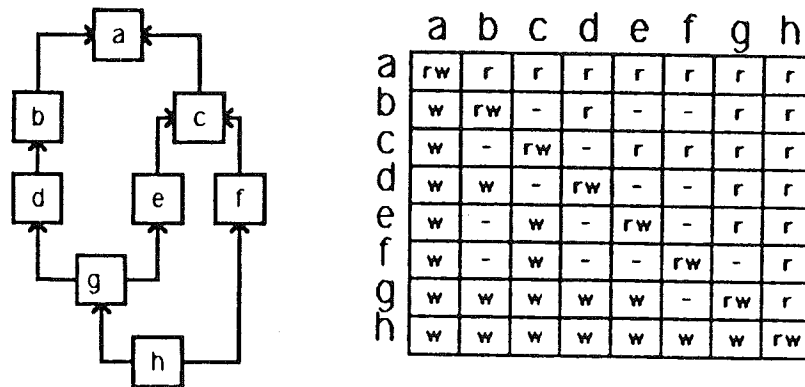 a
b
c
d
e
f
g
h
a b c d e f g h
a rw r r r r r r r
b w rw - r - - r r
c w - rw - r r r r
d w w - rw - - r r
e w - w - rw - r r
f w - w - - rw - r
g w w w w w - rw r
h w w w w w w w rw